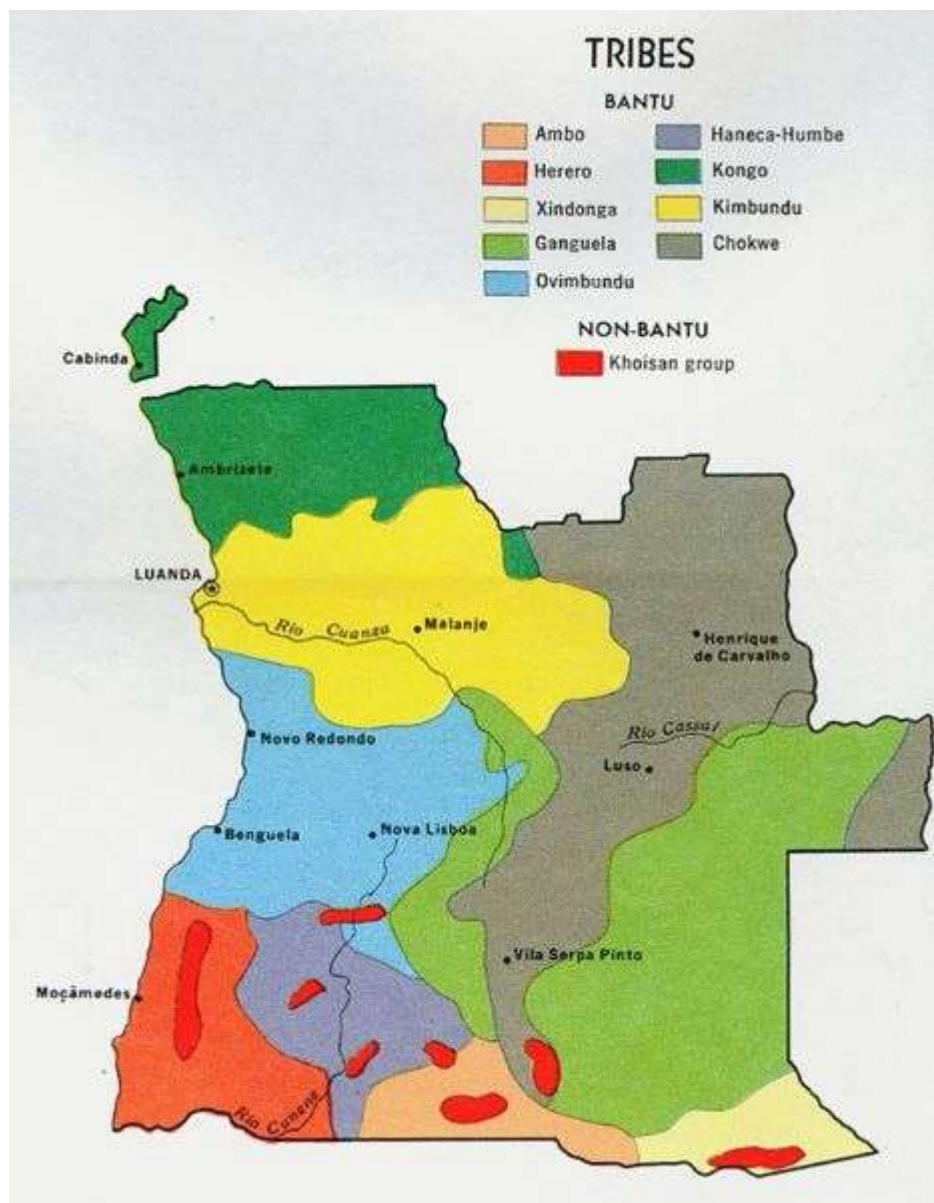 TRIBES
BANTU
Ambo
Herero
Xindonga
Ganguela
Ovimbundu
Haneca-Humbe
Kongo
Kimbundu
Chokwe
NON-BANTU
Khoisan group
Cabinda
Ambrizete
LUANDA
Rio Cuanza
Malanje
Henrique
de Carvalho
Novo Redondo
Rio Cassai
Luso
Benguela
Nova Lisboa
Vila Serpa Pinto
Moçâmedes
Rio Cunene